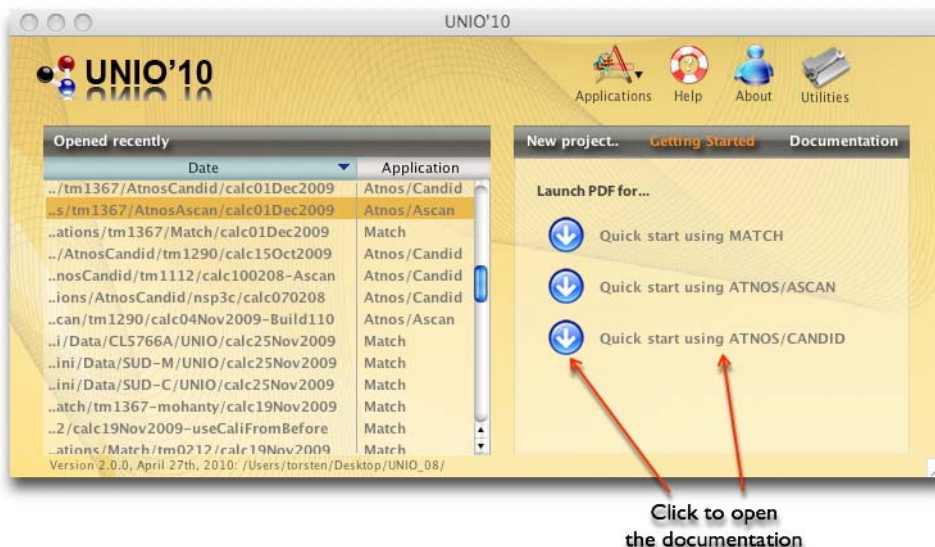 UNIO'10
UNIO'10
Applications Help About Utilities
Opened recently
New project.. Getting Started Documentation
Date Application
../tm1367/AtnosCandid/calc01Dec2009 Atnos/Candid
..s/tm1367/AtnosAscan/calc01Dec2009 Atnos/Ascan
..ations/tm1367/Match/calc01Dec2009 Match
../AtnosCandid/tm1290/calc15Oct2009 Atnos/Candid
..nosCandid/tm1112/calc100208-Ascan Atnos/Candid
..ions/AtnosCandid/nsp3c/calc070208 Atnos/Candid
..can/tm1290/calc04Nov2009-Build110 Atnos/Ascan
..i/Data/CL5766A/UNIO/calc25Nov2009 Match
..ini/Data/SUD-M/UNIO/calc25Nov2009 Match
..ini/Data/SUD-C/UNIO/calc25Nov2009 Match
..atch/tm1367-mohanty/calc19Nov2009 Match
..2/calc19Nov2009-useCaliFromBefore Match
..ations/Match/tm0212/calc19Nov2009 Match
Launch PDF for...
Quick start using MATCH
Quick start using ATNOS/ASCAN
Quick start using ATNOS/CANDID
Version 2.0.0, April 27th, 2010: /Users/torsten/Desktop/UNIO_08/
Click to open
the documentation